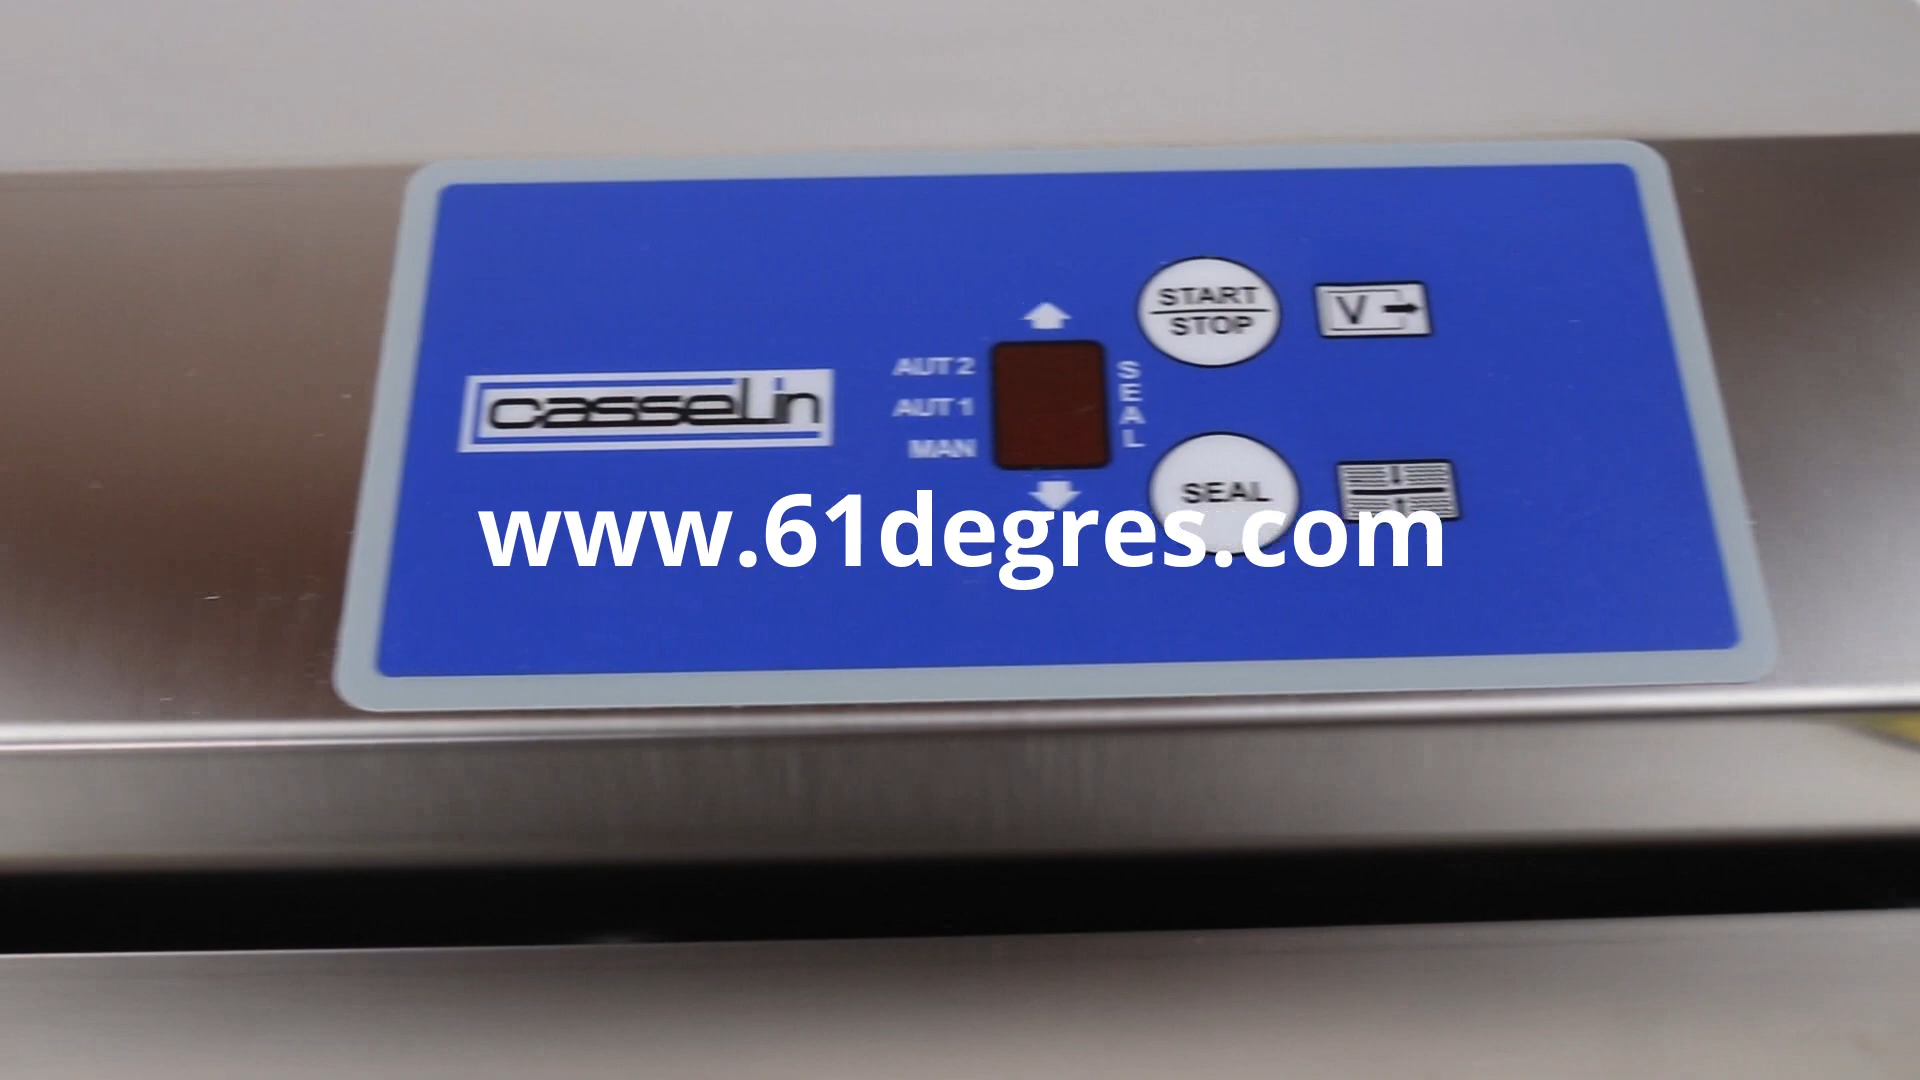 START
STOP
V
AUT 2
AUT 1
MAN
SEAL
casselin
SEAL
www.61degres.com